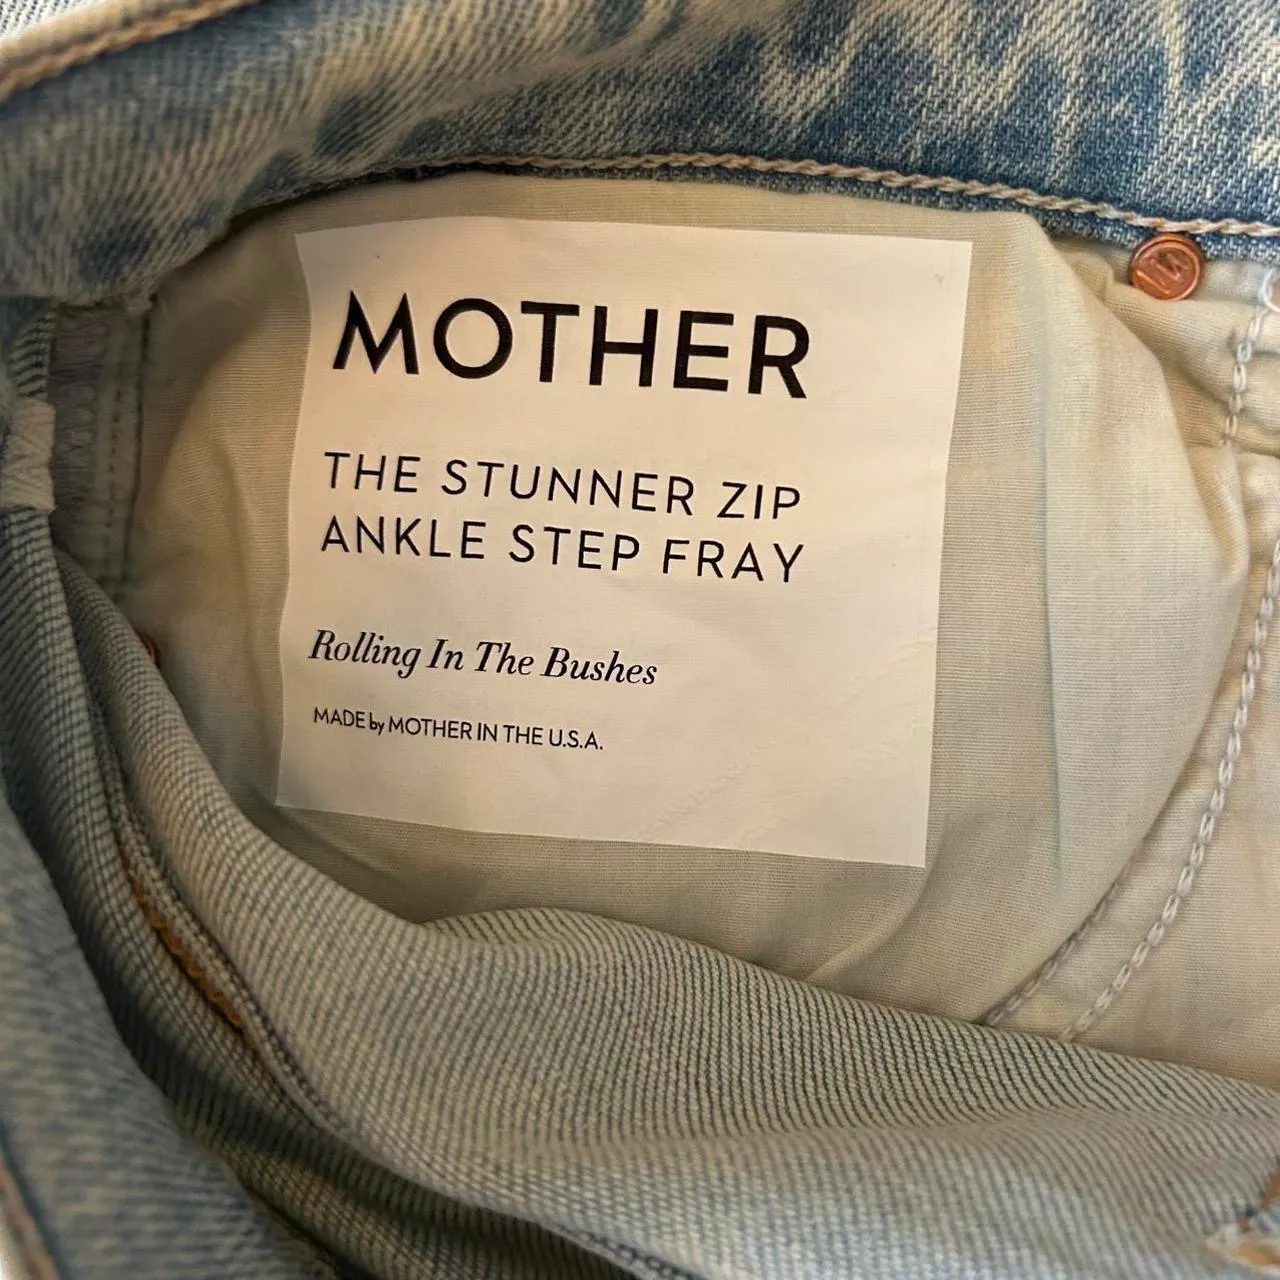 MOTHER
THE STUNNER ZIP
ANKLE STEP FRAY
Rolling In The Bushes
MADE by MOTHER IN THE U.S.A.